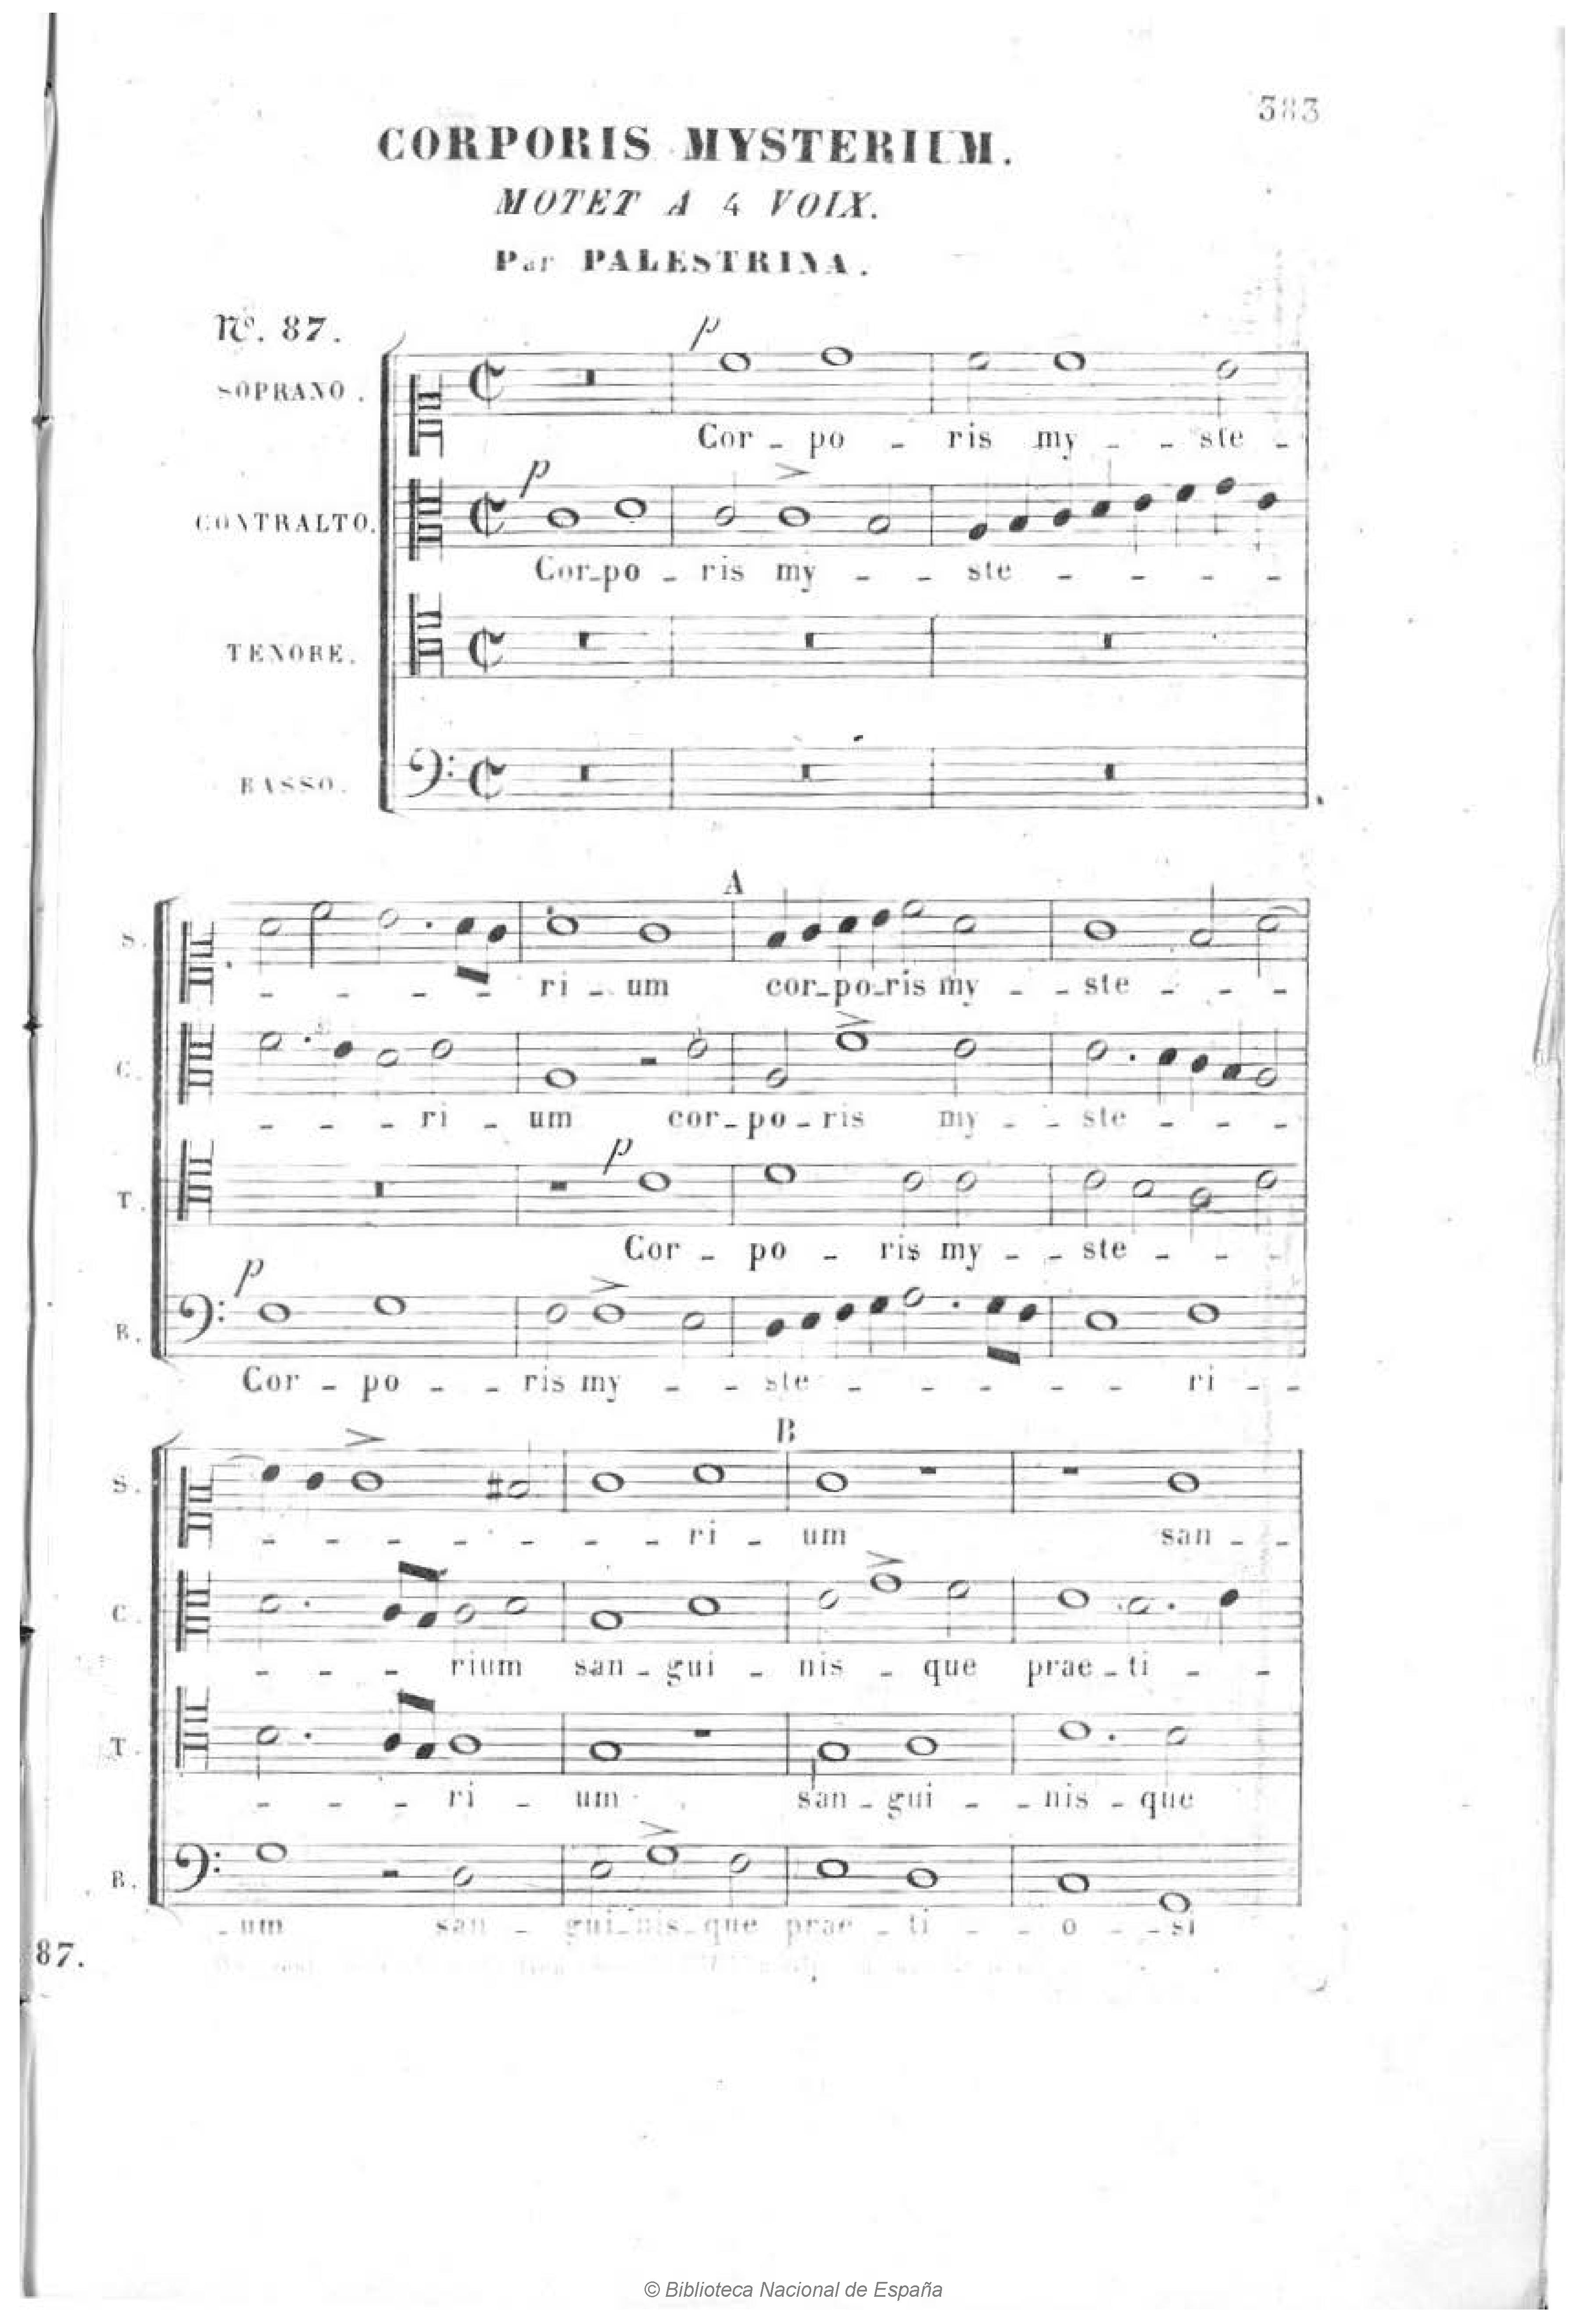 383
CORPORIS MYSTERIUM.
MOTET A 4 VOIX.
Par PALESTRINA.
No. 87.
SOPRANO.
p
Cor - po - ris my - - ste -
CONTRALTO.
p
Cor-po - ris my - - ste - - - -
TENORE.
BASSO.
A
S.
- - - - ri - um cor-po-ris my - - ste - - -
C.
- - - ri - um cor-po-ris my - - ste - - -
T.
p
Cor - po - ris my - - ste - - -
B.
p
Cor - po - - ris my - - ste - - - - - ri - -
B
S.
- - - - - - - ri - um san - -
C.
- - - rium san - gui - nis - que prae - ti - -
T.
- - - ri - um san - gui - - nis - que
B.
- um san - gui-nis-que prae - ti - - o - - si
87.
© Biblioteca Nacional de España